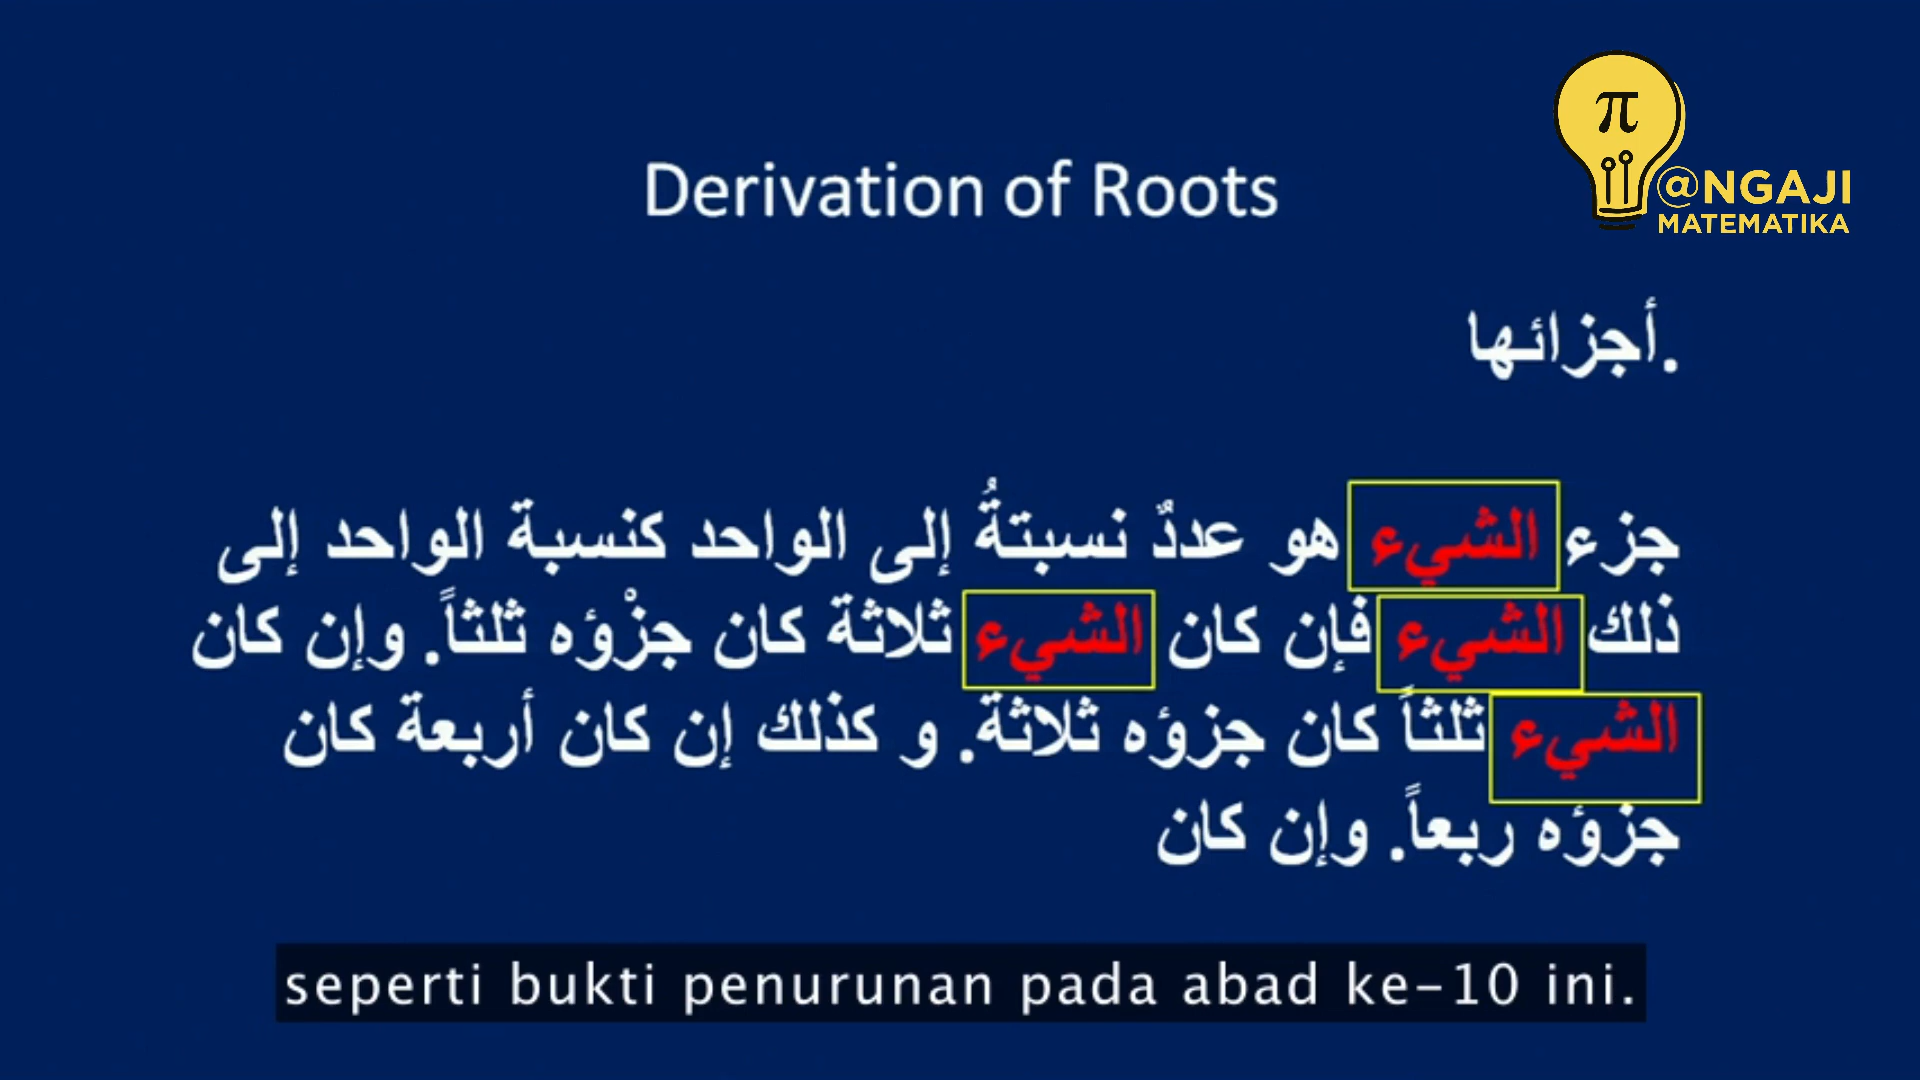 π
@NGAJI
MATEMATIKA
Derivation of Roots
أجزائها.
جزء الشيء هو عددٌ نسبتةُ إلى الواحد كنسبة الواحد إلى
ذلك الشيء فإن كان الشيء ثلاثة كان جزْؤه ثلثاً. وإن كان
الشيء ثلثاً كان جزؤه ثلاثة. و كذلك إن كان أربعة كان
جزؤه ربعاً. وإن كان
seperti bukti penurunan pada abad ke-10 ini.